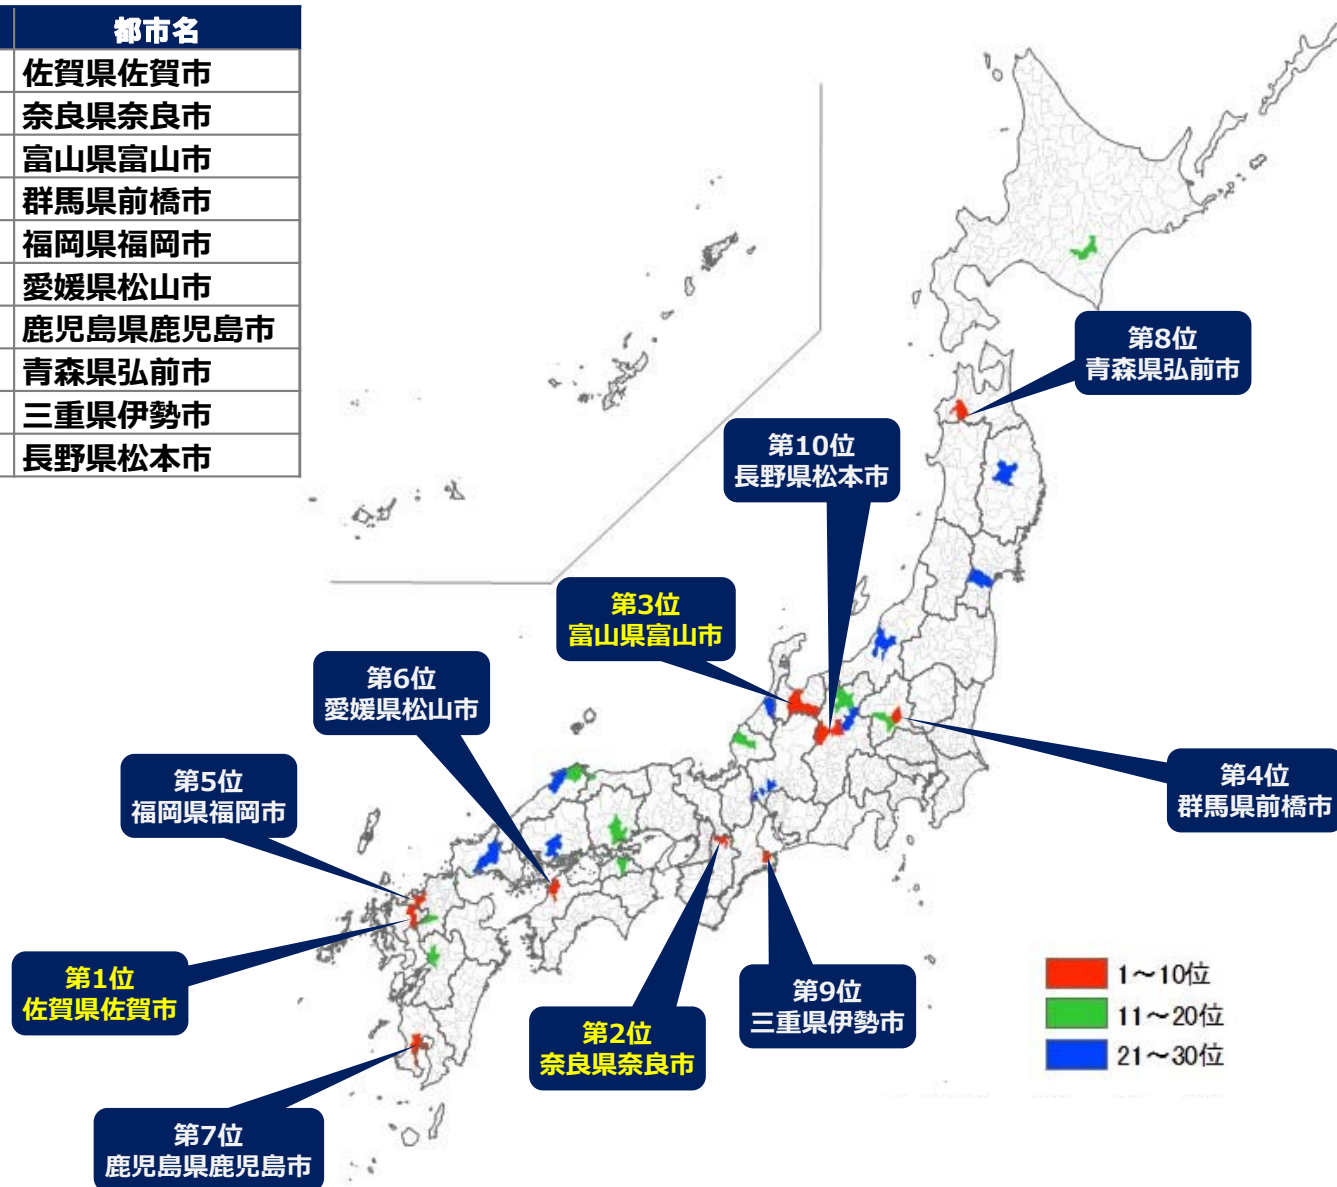 都市名
佐賀県佐賀市
奈良県奈良市
富山県富山市
群馬県前橋市
福岡県福岡市
愛媛県松山市
鹿児島県鹿児島市
青森県弘前市
三重県伊勢市
長野県松本市
第8位
青森県弘前市
第10位
長野県松本市
第3位
富山県富山市
第6位
愛媛県松山市
第5位
福岡県福岡市
第4位
群馬県前橋市
第1位
佐賀県佐賀市
第2位
奈良県奈良市
第9位
三重県伊勢市
第7位
鹿児島県鹿児島市
1～10位
11～20位
21～30位